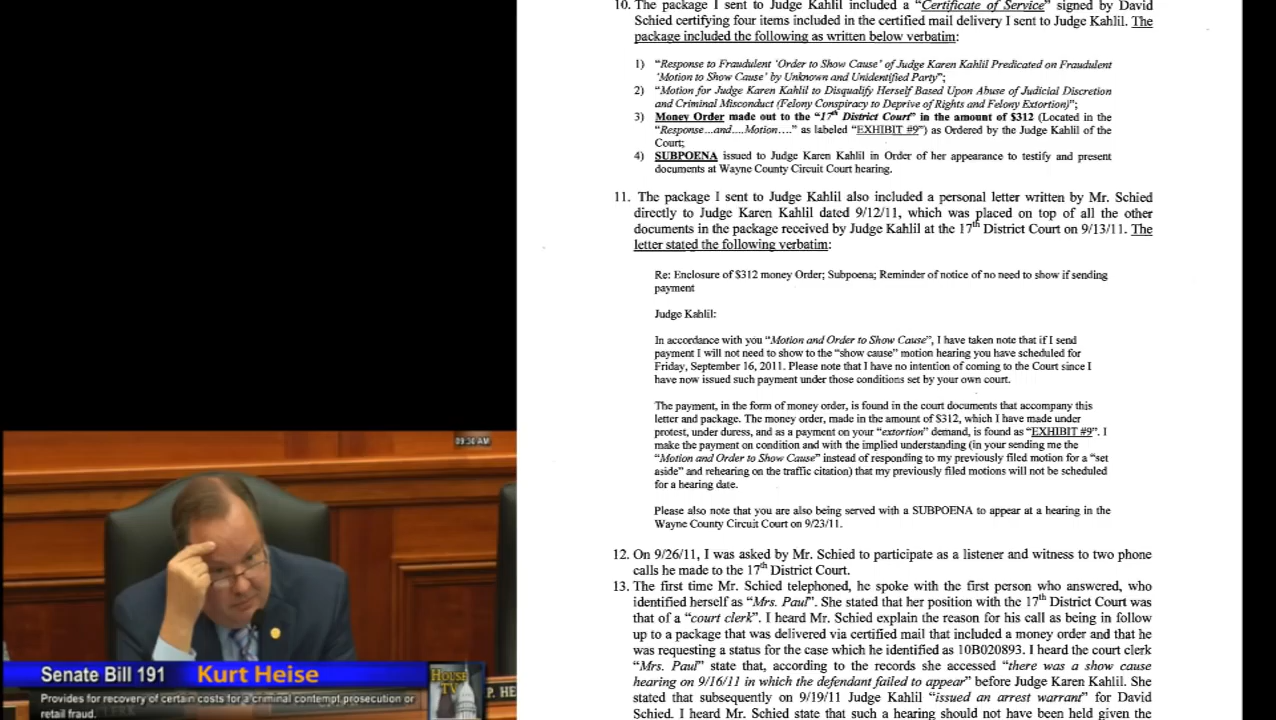 10. The package I sent to Judge Kahlil included a “Certificate of Service” signed by David
Schied certifying four items included in the certified mail delivery I sent to Judge Kahlil. The
package included the following as written below verbatim:
1) “Response to Fraudulent ‘Order to Show Cause’ of Judge Karen Kahlil Predicated on Fraudulent
‘Motion to Show Cause’ by Unknown and Unidentified Party”;
2) “Motion for Judge Karen Kahlil to Disqualify Herself Based Upon Abuse of Judicial Discretion
and Criminal Misconduct (Felony Conspiracy to Deprive of Rights and Felony Extortion)”;
3) Money Order made out to the “17th District Court” in the amount of $312 (Located in the
“Response...and....Motion....” as labeled “EXHIBIT #9”) as Ordered by the Judge Kahlil of the
Court;
4) SUBPOENA issued to Judge Karen Kahlil in Order of her appearance to testify and present
documents at Wayne County Circuit Court hearing.
11. The package I sent to Judge Kahlil also included a personal letter written by Mr. Schied
directly to Judge Karen Kahlil dated 9/12/11, which was placed on top of all the other
documents in the package received by Judge Kahlil at the 17th District Court on 9/13/11. The
letter stated the following verbatim:
Re: Enclosure of $312 money Order; Subpoena; Reminder of notice of no need to show if sending
payment
Judge Kahlil:
In accordance with you “Motion and Order to Show Cause”, I have taken note that if I send
payment I will not need to show to the “show cause” motion hearing you have scheduled for
Friday, September 16, 2011. Please note that I have no intention of coming to the Court since I
have now issued such payment under those conditions set by your own court.
The payment, in the form of money order, is found in the court documents that accompany this
letter and package. The money order, made in the amount of $312, which I have made under
protest, under duress, and as a payment on your “extortion” demand, is found as “EXHIBIT #9”. I
make the payment on condition and with the implied understanding (in your sending me the
“Motion and Order to Show Cause” instead of responding to my previously filed motion for a “set
aside” and rehearing on the traffic citation) that my previously filed motions will not be scheduled
for a hearing date.
Please also note that you are also being served with a SUBPOENA to appear at a hearing in the
Wayne County Circuit Court on 9/23/11.
12. On 9/26/11, I was asked by Mr. Schied to participate as a listener and witness to two phone
calls he made to the 17th District Court.
13. The first time Mr. Schied telephoned, he spoke with the first person who answered, who
identified herself as “Mrs. Paul”. She stated that her position with the 17th District Court was
that of a “court clerk”. I heard Mr. Schied explain the reason for his call as being in follow
up to a package that was delivered via certified mail that included a money order and that he
was requesting a status for the case which he identified as 10B020893. I heard the court clerk
“Mrs. Paul” state that, according to the records she accessed “there was a show cause
hearing on 9/16/11 in which the defendant failed to appear” before Judge Karen Kahlil. She
stated that subsequently on 9/19/11 Judge Kahlil “issued an arrest warrant” for David
Schied. I heard Mr. Schied state that such a hearing should not have been held given the
09:30 AM
Senate Bill 191 Kurt Heise
Provides for recovery of certain costs for a criminal contempt prosecution or
retail fraud.
HOUSE
TV
P. HE